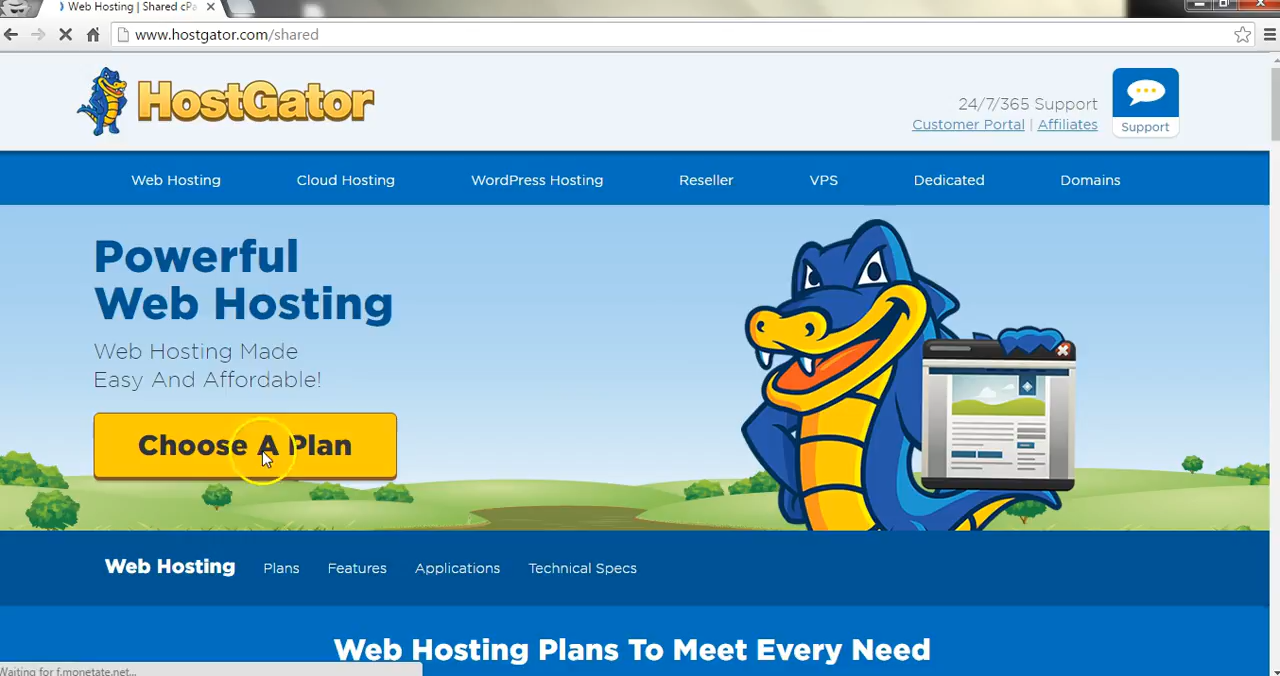 Web Hosting | Shared cPa
www.hostgator.com/shared
HostGator
24/7/365 Support
Customer Portal | Affiliates
Support
Web Hosting
Cloud Hosting
WordPress Hosting
Reseller
VPS
Dedicated
Domains
Powerful
Web Hosting
Web Hosting Made
Easy And Affordable!
Choose A Plan
Web Hosting
Plans
Features
Applications
Technical Specs
Web Hosting Plans To Meet Every Need
Waiting for f.monetate.net...